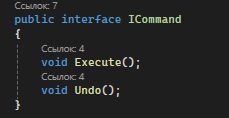 Ссылок: 7
public interface ICommand
{
Ссылок: 4
void Execute();
Ссылок: 4
void Undo();
}